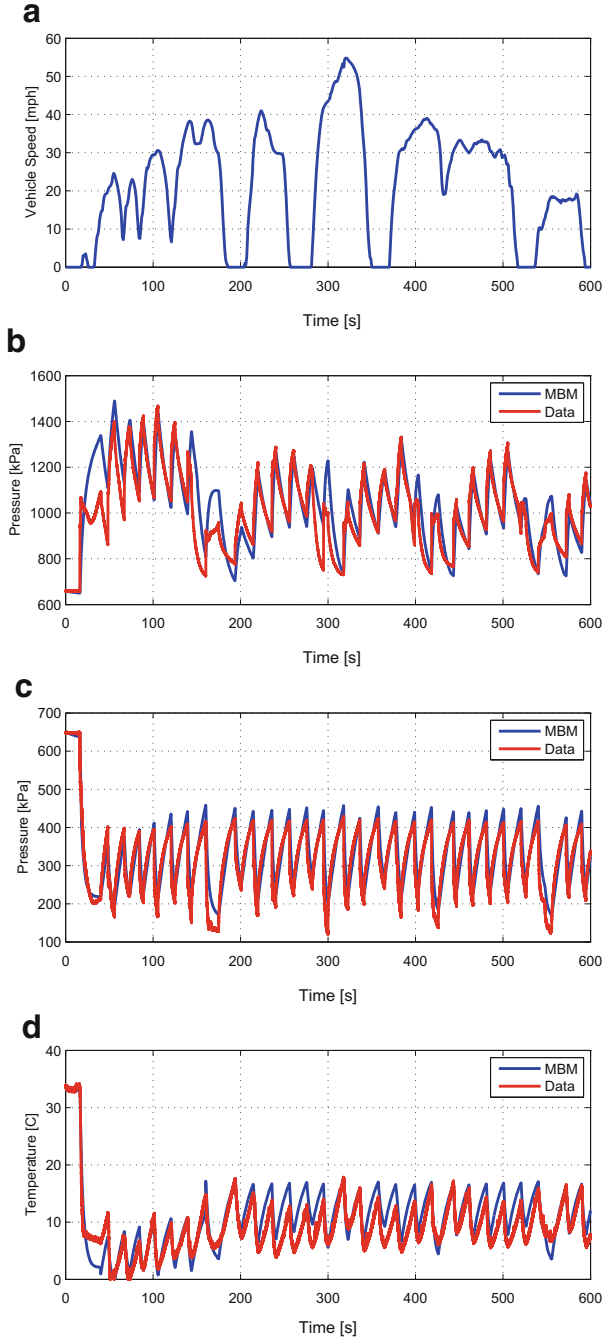 a
60
50
40
30
20
10
0
Vehicle Speed [mph]
0 100 200 300 400 500 600
Time [s]
b
1600
1400
1200
1000
800
600
Pressure [kPa]
MBM
Data
0 100 200 300 400 500 600
Time [s]
c
700
600
500
400
300
200
100
Pressure [kPa]
MBM
Data
0 100 200 300 400 500 600
Time [s]
d
40
30
20
10
0
Temperature [C]
MBM
Data
0 100 200 300 400 500 600
Time [s]